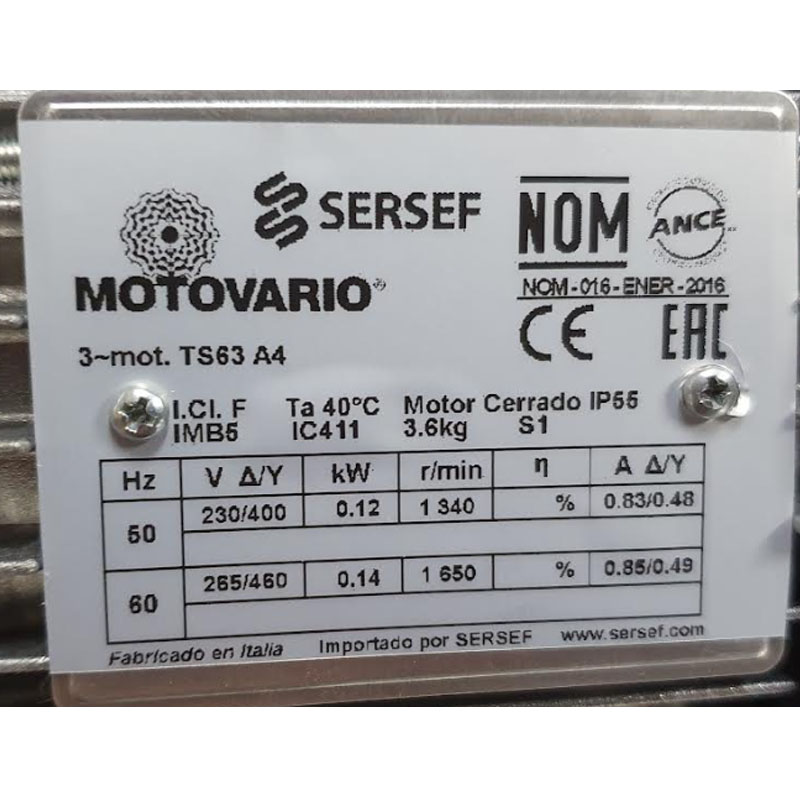 SERSEF
NOM
ANCE
MOTOVARIO®
NOM-016-ENER-2016
CE
EAC
3~mot. TS63 A4
I.Cl. F Ta 40°C Motor Cerrado IP55
IMB5 IC411 3.6kg S1
Hz V Δ/Y kW r/min η A Δ/Y
50 230/400 0.12 1 340 % 0.83/0.48
60 265/460 0.14 1 650 % 0.85/0.49
Fabricado en Italia Importado por SERSEF www.sersef.com